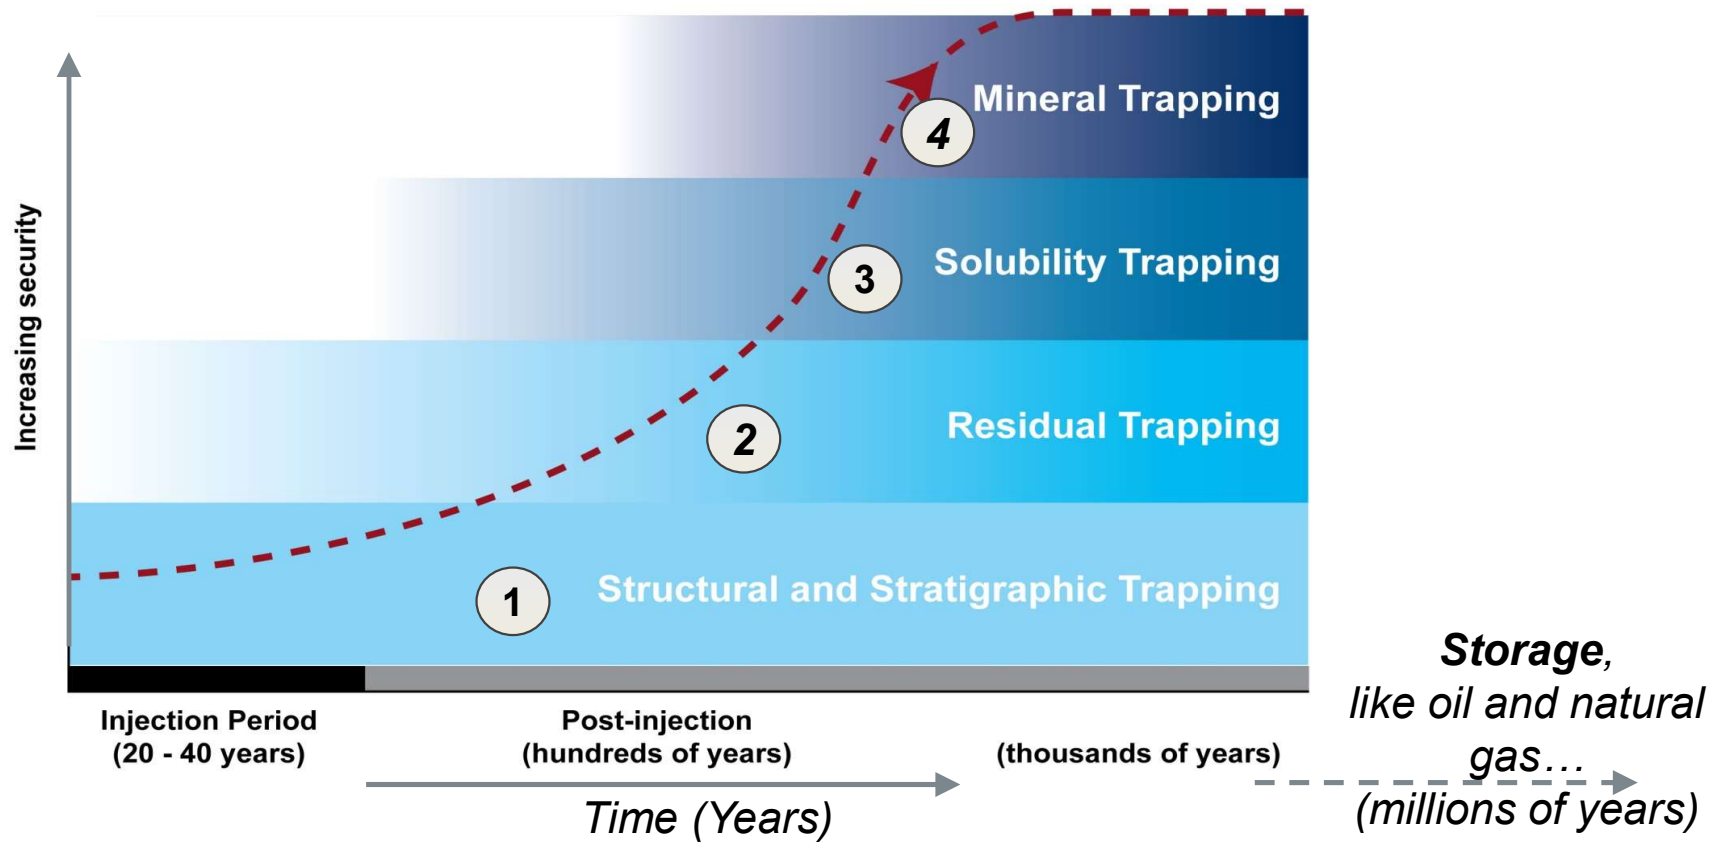 Increasing security
4
Mineral Trapping
3
Solubility Trapping
2
Residual Trapping
1
Structural and Stratigraphic Trapping
Injection Period
(20 - 40 years)
Post-injection
(hundreds of years)
(thousands of years)
Time (Years)
Storage,
like oil and natural
gas…
(millions of years)